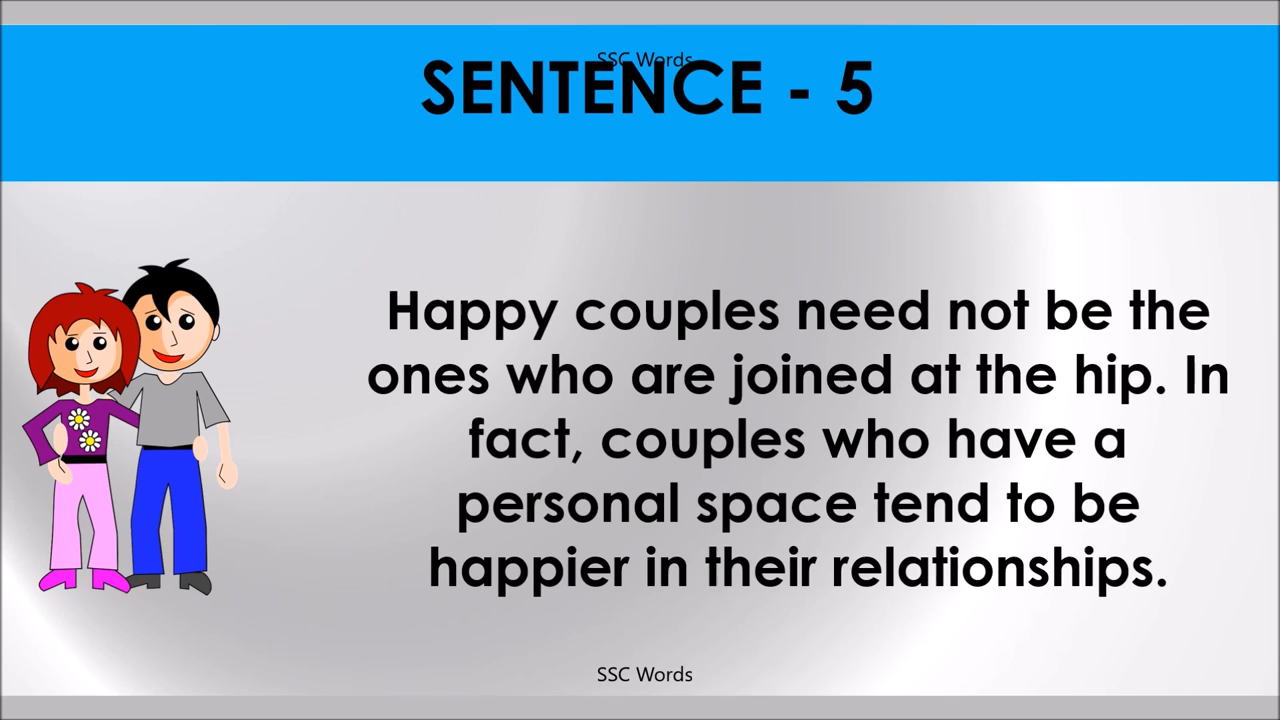 SSC Words
SENTENCE - 5
Happy couples need not be the
ones who are joined at the hip. In
fact, couples who have a
personal space tend to be
happier in their relationships.
SSC Words